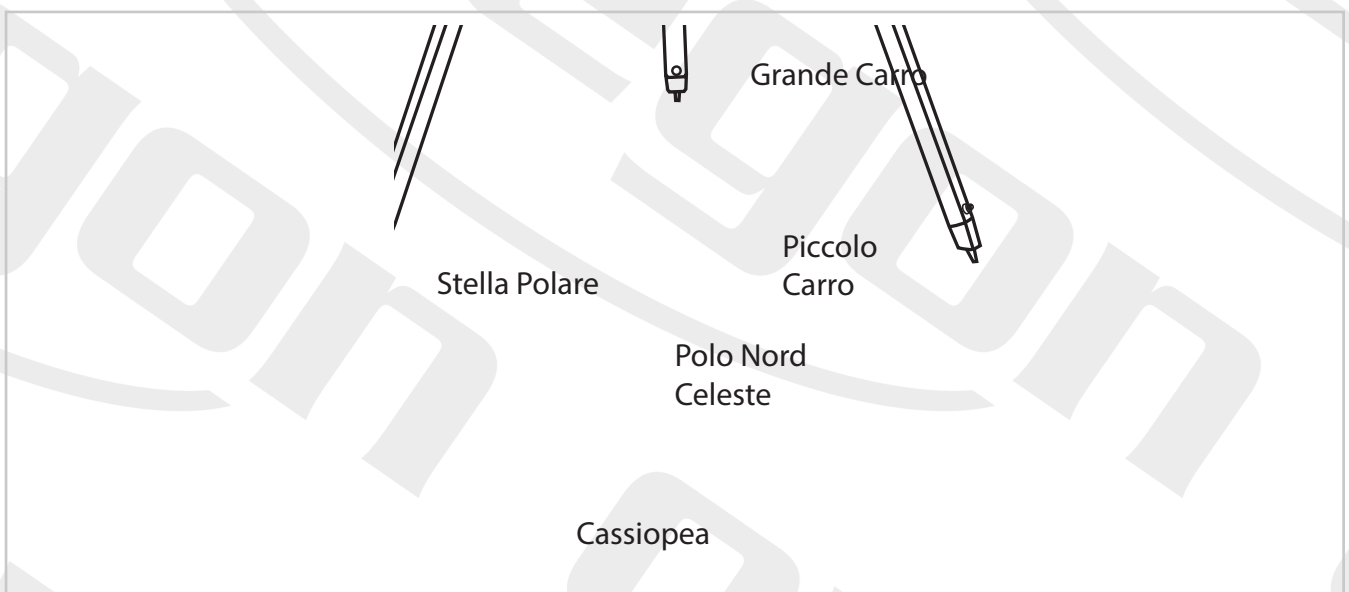 Grande Carro
Piccolo
Carro
Stella Polare
Polo Nord
Celeste
Cassiopea